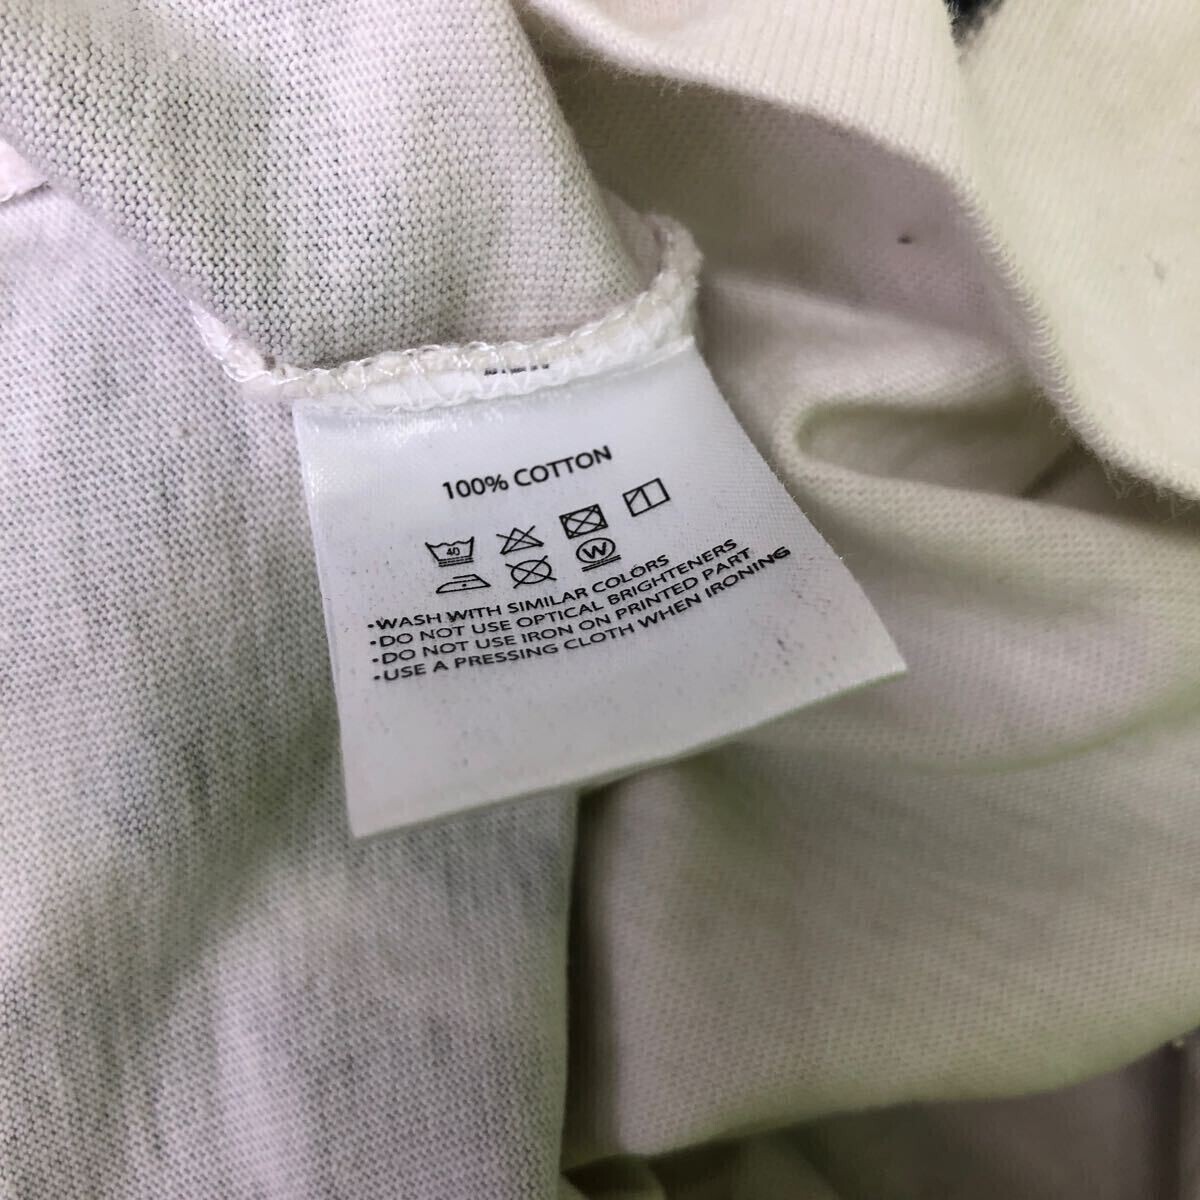 100% COTTON
40
W
•WASH WITH SIMILAR COLORS
•DO NOT USE OPTICAL BRIGHTENERS
•DO NOT USE IRON ON PRINTED PART
•USE A PRESSING CLOTH WHEN IRONING